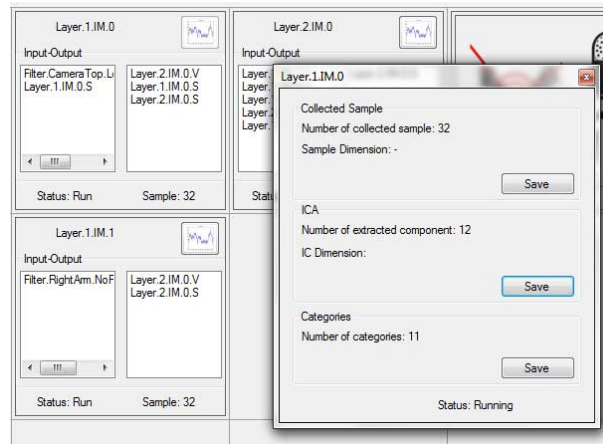 Layer.1.IM.0
Input-Output
Filter.CameraTop.L
Layer.1.IM.0.S
Layer.2.IM.0.V
Layer.1.IM.0.S
Layer.2.IM.0.S
Status: Run
Sample: 32
Layer.2.IM.0
Input-Output
Layer.
Layer.
Layer.
Layer.
Layer.
Layer.1.IM.0
Collected Sample
Number of collected sample: 32
Sample Dimension: -
Save
ICA
Number of extracted component: 12
IC Dimension:
Save
Categories
Number of categories: 11
Save
Status: Running
Layer.1.IM.1
Input-Output
Filter.RightArm.NoF
Layer.2.IM.0.V
Layer.2.IM.0.S
Status: Run
Sample: 32